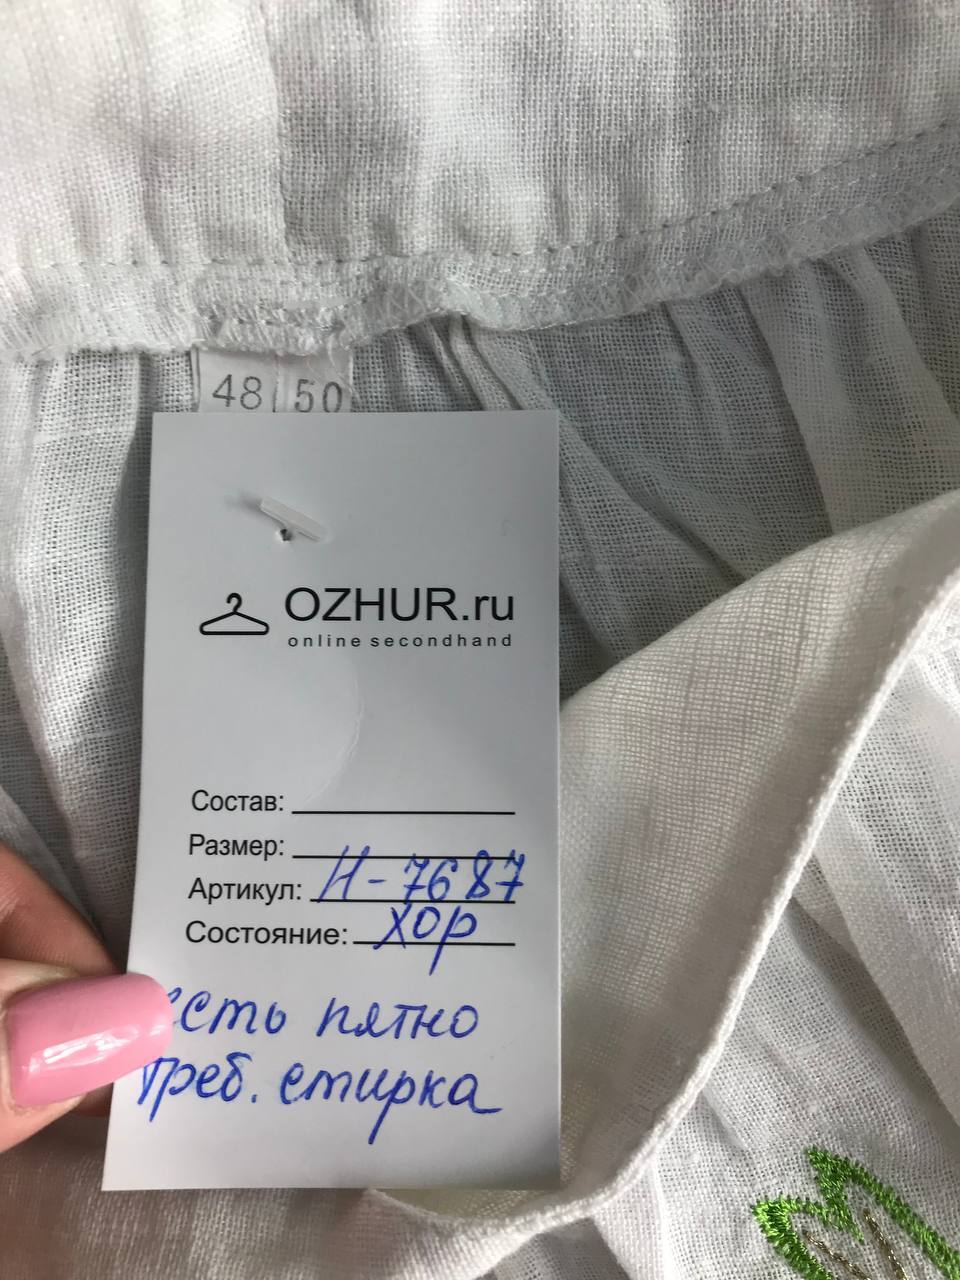 48 50
OZHUR.ru
online secondhand
Состав:
Размер:
Артикул: Н-7687
Состояние: хор
есть пятно
треб. стирка